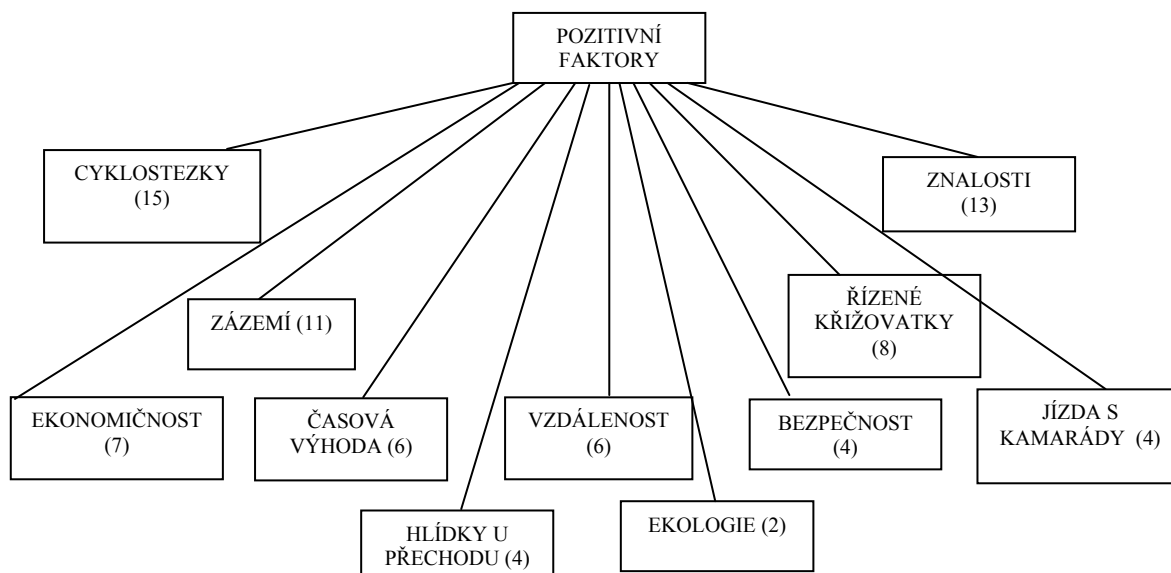 POZITIVNÍ
FAKTORY
CYKLOSTEZKY
(15)
ZNALOSTI
(13)
ZÁZEMÍ (11)
ŘÍZENÉ
KŘIŽOVATKY
(8)
EKONOMIČNOST
(7)
ČASOVÁ
VÝHODA (6)
VZDÁLENOST
(6)
BEZPEČNOST
(4)
JÍZDA S
KAMARÁDY (4)
HLÍDKY U
PŘECHODU (4)
EKOLOGIE (2)